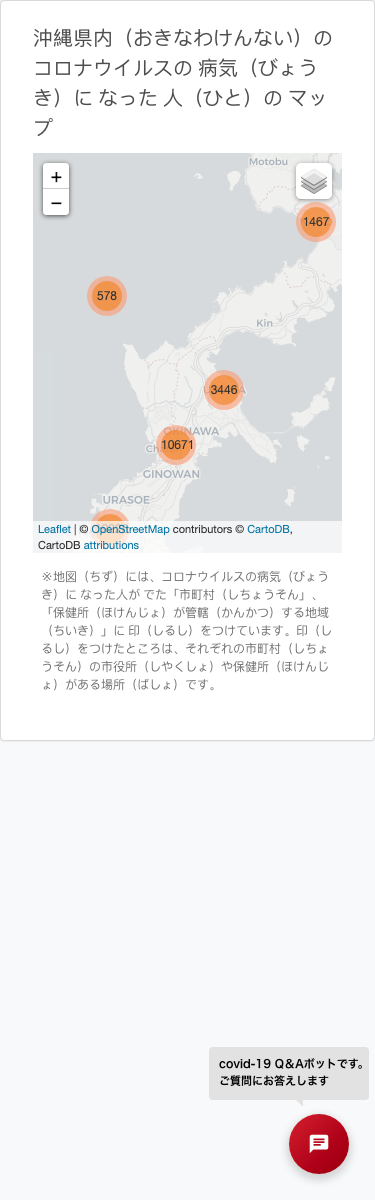 沖縄県内（おきなわけんない）の
コロナウイルスの 病気（びょう
き）に なった 人（ひと）の マッ
プ
Motobu
+
−
1467
578
Kin
3446
10671
GINOWAN
URASOE
Leaflet | © OpenStreetMap contributors © CartoDB,
CartoDB attributions
※地図（ちず）には、コロナウイルスの病気（びょう
き）に なった人が でた「市町村（しちょうそん）」、
「保健所（ほけんじょ）が管轄（かんかつ）する地域
（ちいき）」に 印（しるし）をつけています。印（し
るし）をつけたところは、それぞれの市町村（しちょ
うそん）の市役所（しやくしょ）や保健所（ほけんじ
ょ）がある場所（ばしょ）です。
covid-19 Q＆Aボットです。
ご質問にお答えします